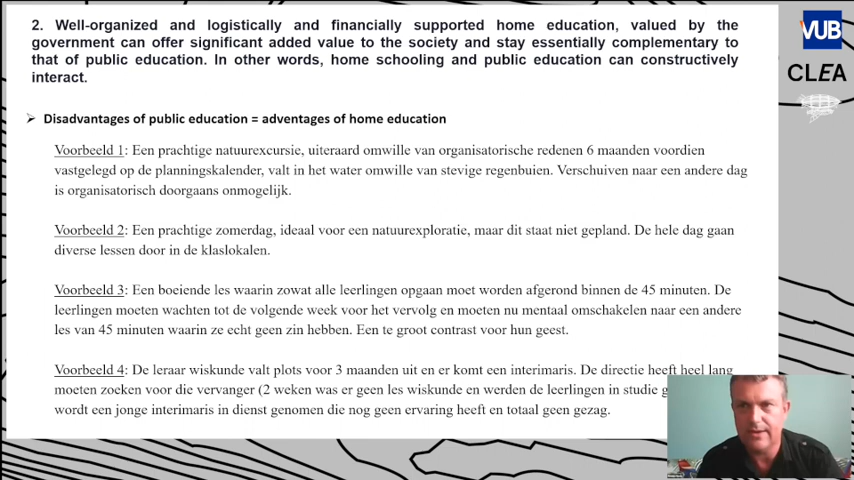 2. Well-organized and logistically and financially supported home education, valued by the
government can offer significant added value to the society and stay essentially complementary to
that of public education. In other words, home schooling and public education can constructively
interact.
VUB
CLEA
➢ Disadvantages of public education = adventages of home education
Voorbeeld 1: Een prachtige natuurexcursie, uiteraard omwille van organisatorische redenen 6 maanden voordien
vastgelegd op de planningskalender, valt in het water omwille van stevige regenbuien. Verschuiven naar een andere dag
is organisatorisch doorgaans onmogelijk.
Voorbeeld 2: Een prachtige zomerdag, ideaal voor een natuurexploratie, maar dit staat niet gepland. De hele dag gaan
diverse lessen door in de klaslokalen.
Voorbeeld 3: Een boeiende les waarin zowat alle leerlingen opgaan moet worden afgerond binnen de 45 minuten. De
leerlingen moeten wachten tot de volgende week voor het vervolg en moeten nu mentaal omschakelen naar een andere
les van 45 minuten waarin ze echt geen zin hebben. Een te groot contrast voor hun geest.
Voorbeeld 4: De leraar wiskunde valt plots voor 3 maanden uit en er komt een interimaris. De directie heeft heel lang
moeten zoeken voor die vervanger (2 weken was er geen les wiskunde en werden de leerlingen in studie
wordt een jonge interimaris in dienst genomen die nog geen ervaring heeft en totaal geen gezag.